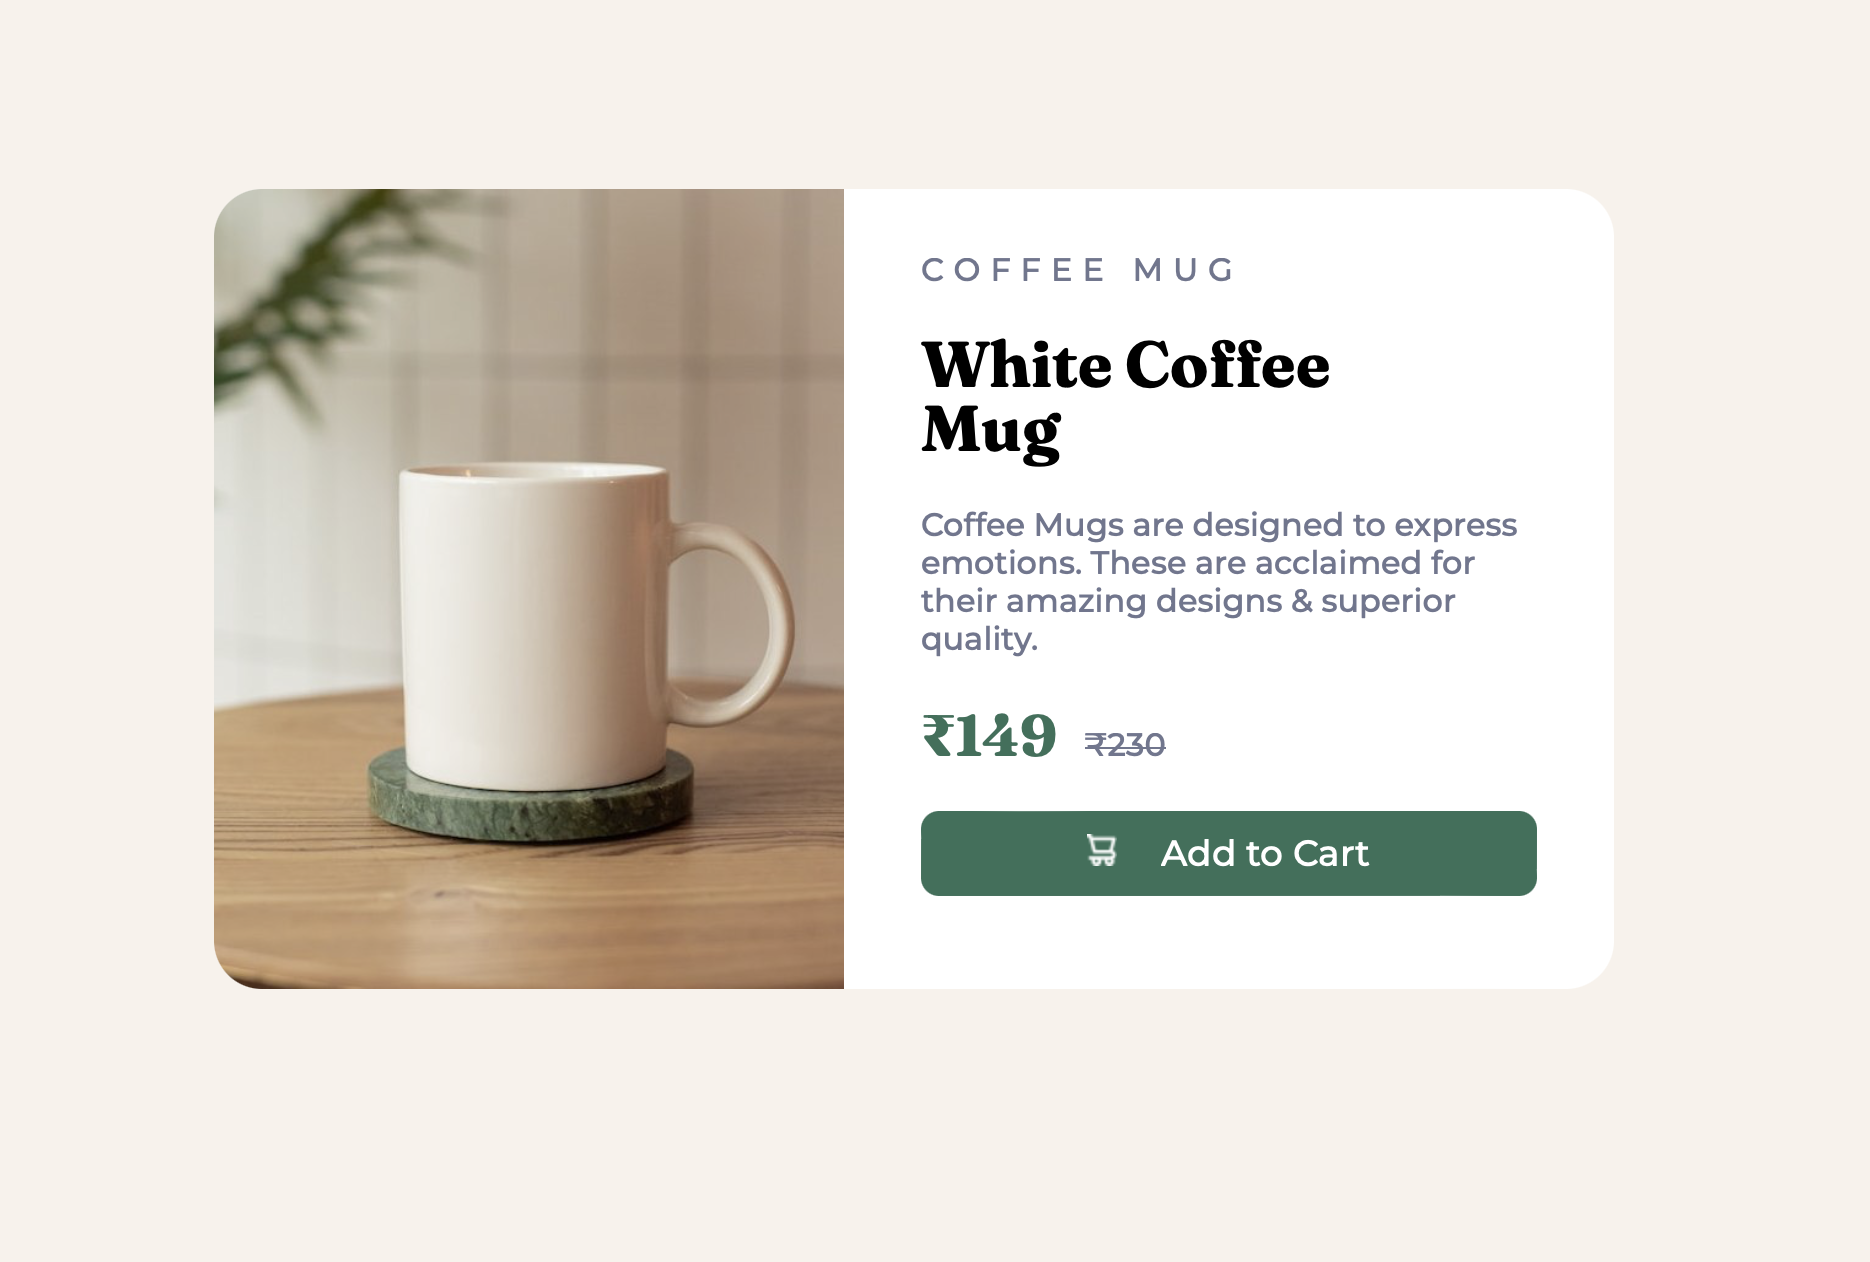 COFFEE MUG
White Coffee
Mug
Coffee Mugs are designed to express
emotions. These are acclaimed for
their amazing designs & superior
quality.
₹149 ₹230
Add to Cart